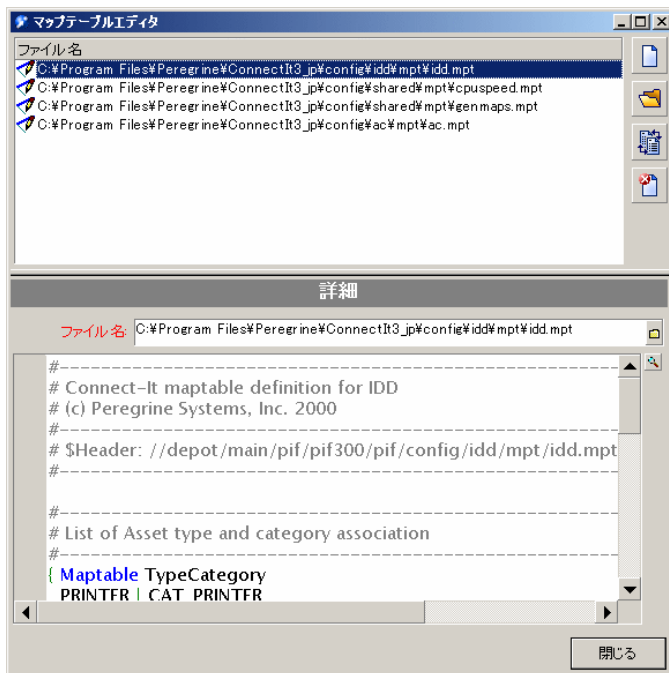 マップテーブルエディタ
ファイル名
C:¥Program Files¥Peregrine¥ConnectIt3_jp¥config¥idd¥mpt¥idd.mpt
C:¥Program Files¥Peregrine¥ConnectIt3_jp¥config¥shared¥mpt¥cpuspeed.mpt
C:¥Program Files¥Peregrine¥ConnectIt3_jp¥config¥shared¥mpt¥genmaps.mpt
C:¥Program Files¥Peregrine¥ConnectIt3_jp¥config¥ac¥mpt¥ac.mpt
詳細
ファイル名: C:¥Program Files¥Peregrine¥ConnectIt3_jp¥config¥idd¥mpt¥idd.mpt
#----------------------------------------------------------
# Connect-It maptable definition for IDD
# (c) Peregrine Systems, Inc. 2000
#----------------------------------------------------------
# $Header: //depot/main/pif/pif300/pif/config/idd/mpt/idd.mpt
#----------------------------------------------------------
#----------------------------------------------------------
# List of Asset type and category association
#----------------------------------------------------------
{ Maptable TypeCategory
PRINTER | CAT_PRINTER
閉じる